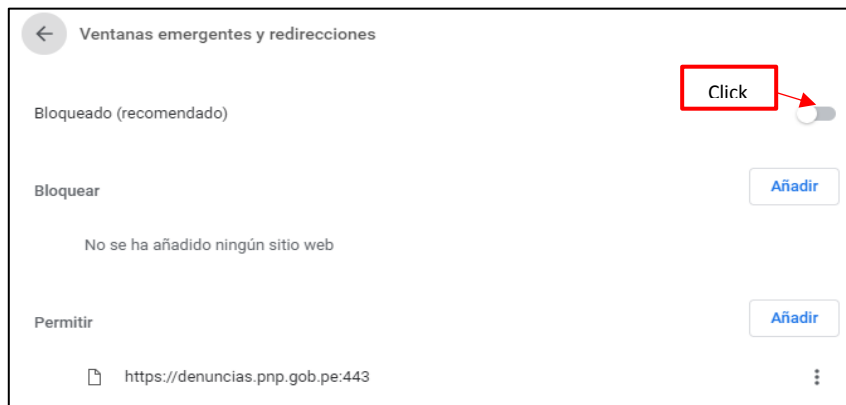 Ventanas emergentes y redirecciones
Click
Bloqueado (recomendado)
Bloquear
Añadir
No se ha añadido ningún sitio web
Permitir
Añadir
https://denuncias.pnp.gob.pe:443